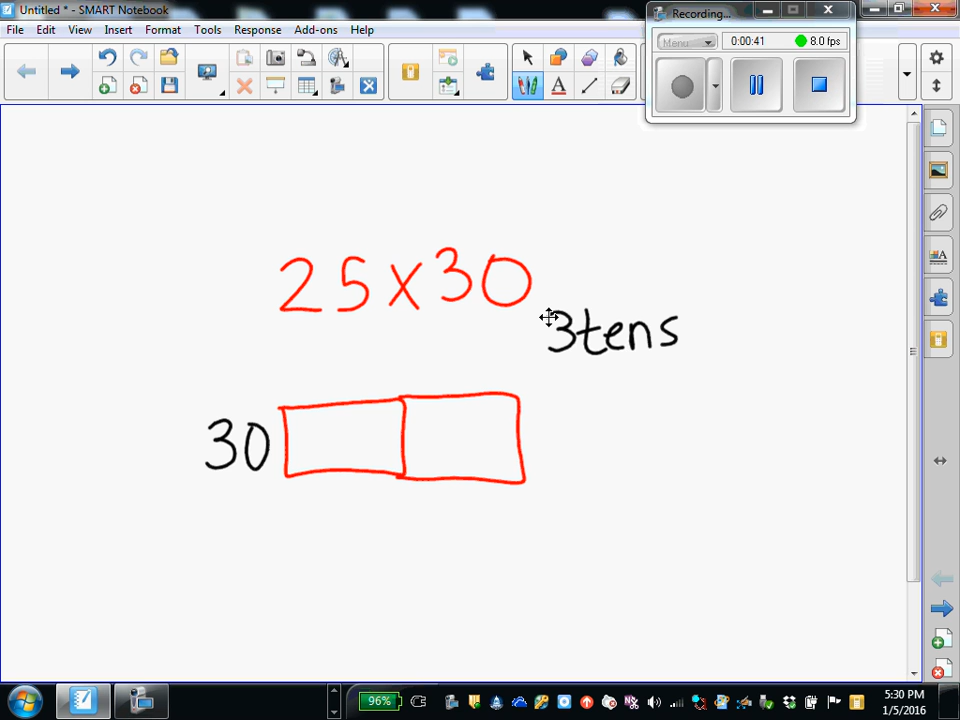 Untitled * - SMART Notebook
File Edit View Insert Format Tools Response Add-ons Help
Recording...
Menu 0:00:41 8.0 fps
25x30
3tens
30
96%
5:30 PM
1/5/2016